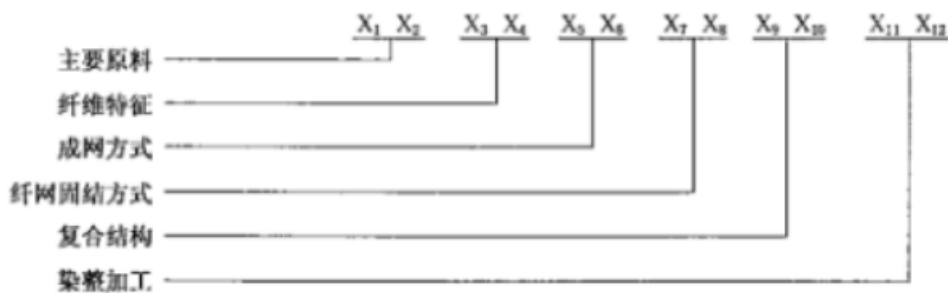 X₁ X₂ X₃ X₄ X₅ X₆ X₇ X₈ X₉ X₁₀ X₁₁ X₁₂
主要原料
纤维特征
成网方式
纤网固结方式
复合结构
染整加工